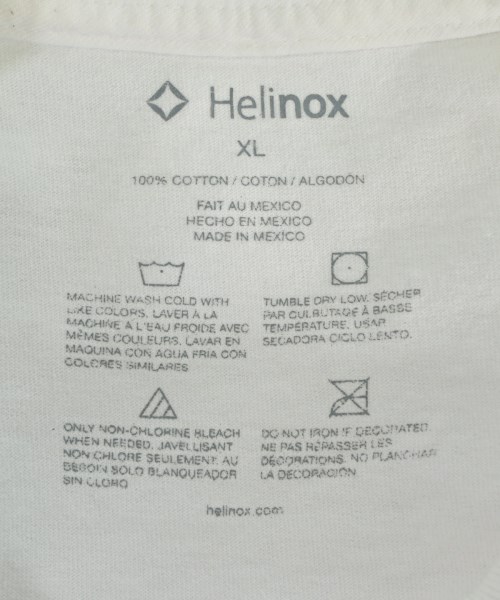 Helinox
XL
100% COTTON / COTON / ALGODÓN
FAIT AU MEXICO
HECHO EN MEXICO
MADE IN MEXICO
MACHINE WASH COLD WITH
LIKE COLORS. LAVER À LA
MACHINE A L'EAU FROIDE AVEC
MÊMES COULEURS. LAVAR EN
MAQUINA CON AGUA FRIA CON
COLORES SIMILARES
TUMBLE DRY LOW. SÉCHER
PAR CULBUTAGE À BASSE
TEMPÉRATURE. USAR
SECADORA CICLO LENTO.
ONLY NON-CHLORINE BLEACH
WHEN NEEDED. JAVELLISANT
NON CHLORÉ SEULEMENT AU
BESOIN SOLO BLANQUEADOR
SIN CLORO
DO NOT IRON IF DECORATED
NE PAS REPASSER LES
DÉCORATIONS. NO PLANCHAR
LA DECORACION
helinox.com